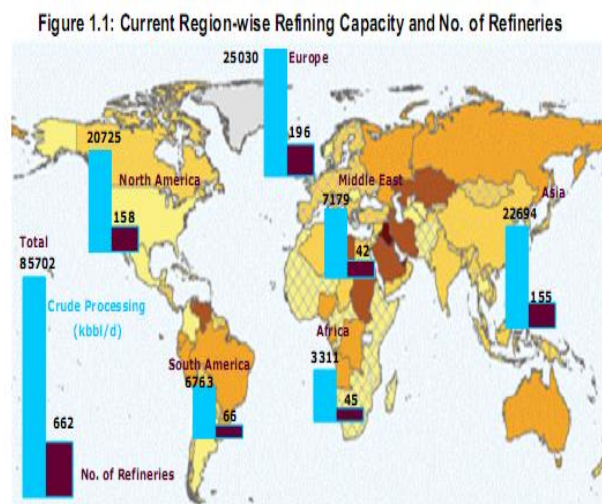 Figure 1.1: Current Region-wise Refining Capacity and No. of Refineries
25030
Europe
196
20725
North America
158
Middle East
7179
42
Asia
22694
155
Total
85702
Crude Processing
(kbbl/d)
Africa
3311
45
South America
6763
66
662
No. of Refineries